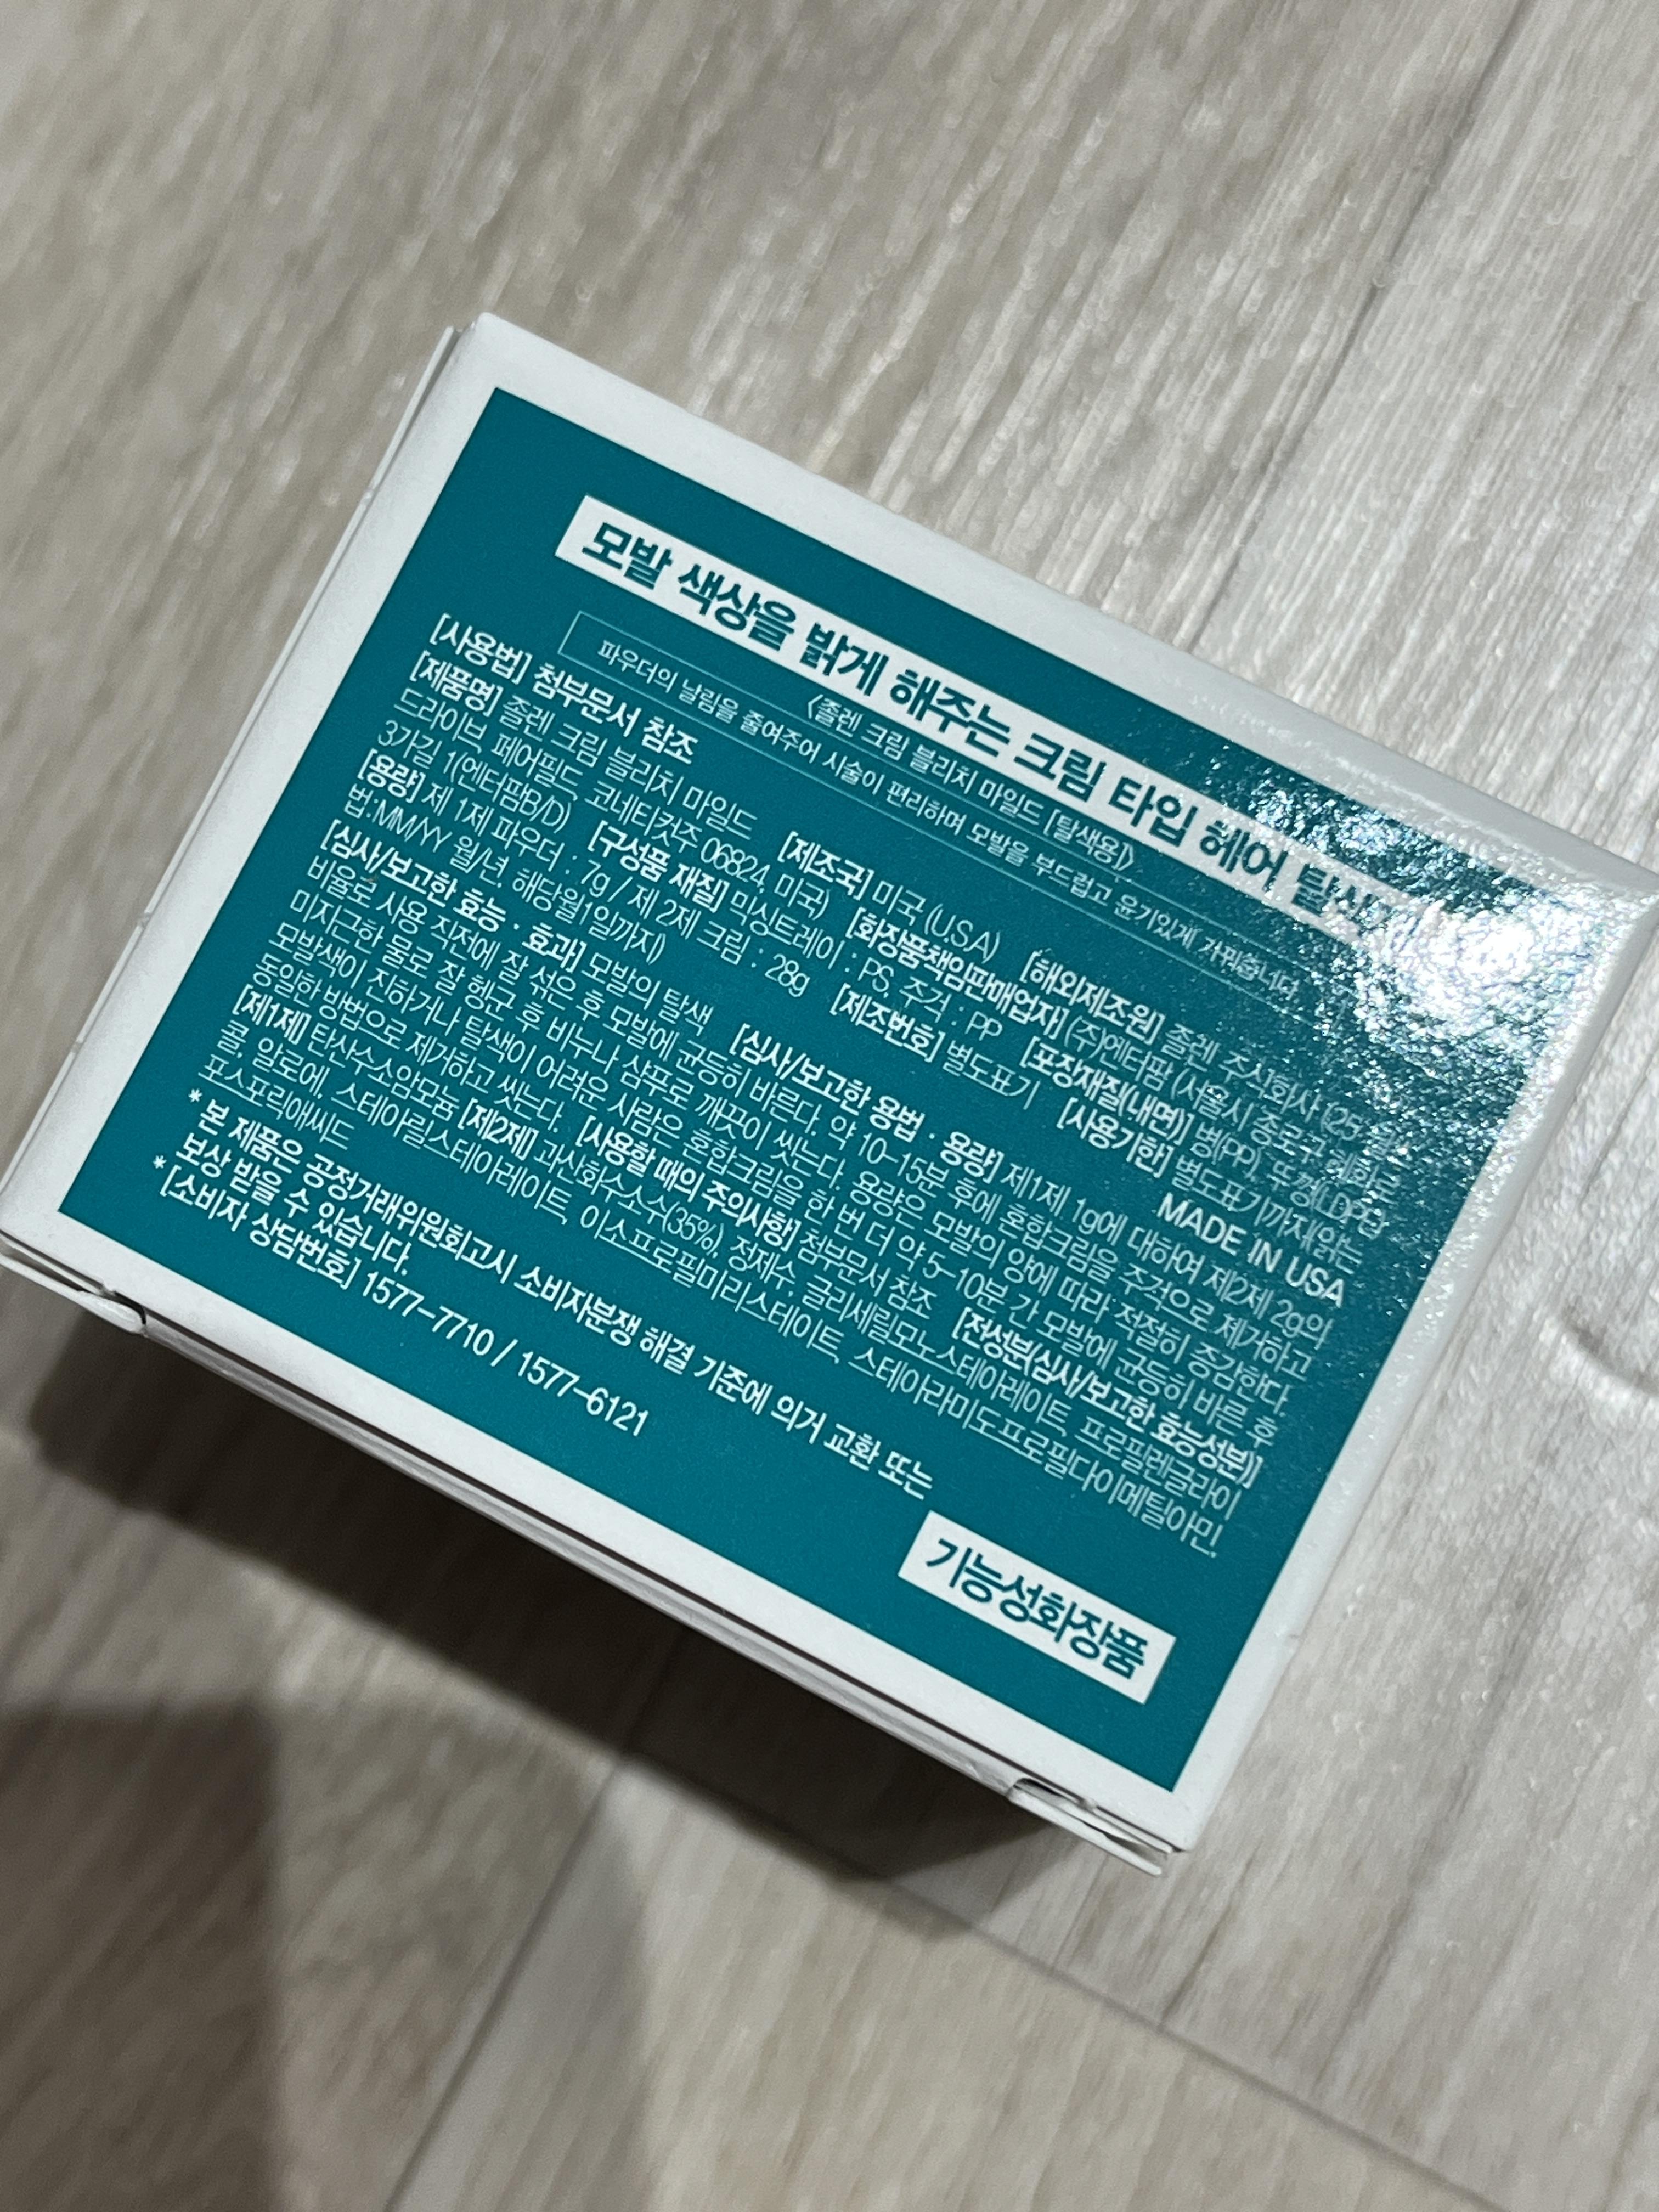 모발 색상을 밝게 해주는 크림 타입 헤어
〈졸렌 크림 블리치 마일드 [탈색용]〉
파우더의 날림을 줄여주어 시술이 편리하며 모발을 부드럽고 윤기있게 가꿔줍니다.
[사용법] 첨부문서 참조
[제품명] 졸렌 크림 블리치 마일드 [제조국] 미국 (U.S.A) [해외제조원] 졸렌 주식회사 (25
드라이브, 페어필드, 코네티컷주 06824, 미국) [화장품책임판매업자] (주)엔터팜 (서울시 종로구
3가길 1(엔터팜B/D) [구성품 재질] 믹싱트레이 : PS, 주걱 : PP [포장재질(내면)] 병(PP), 뚜껑(LDPE)
[용량] 제 1제 파우더 : 7g / 제 2제 크림 : 28g [제조번호] 별도표기 [사용기한] 별도표기까지(읽는
법:MM/YY 월/년, 해당월1일까지) MADE IN USA
[심사/보고한 효능 · 효과] 모발의 탈색 [심사/보고한 용법 · 용량] 제1제 1g에 대하여 제2제 2g의
비율로 사용 직전에 잘 섞은 후 모발에 균등히 바른다. 약 10-15분 후에 혼합크림을 주걱으로 제거하고
미지근한 물로 잘 헹군 후 비누나 샴푸로 깨끗이 씻는다. 용량은 모발의 양에 따라 적절히 증감한다.
모발색이 진하거나 탈색이 어려운 사람은 혼합크림을 한 번 더 약 5-10분 간 모발에 균등히 바른 후
동일한 방법으로 제거하고 씻는다. [사용할 때의 주의사항] 첨부문서 참조 [전성분(심사/보고한 효능성분)]
[제1제] 탄산수소암모늄 [제2제] 과산화수소수(35%), 정제수, 글리세릴모노스테아레이트, 프로필렌글라이
콜, 암로에, 스테아릴스테아레이트, 이소프로필미리스테이트, 스테아라미도프로필다이메틸아민,
포스포릭애씨드
* 본 제품은 공정거래위원회고시 소비자분쟁 해결 기준에 의거 교환 또는
보상 받을 수 있습니다.
* [소비자 상담번호] 1577-7710 / 1577-6121
기능성화장품